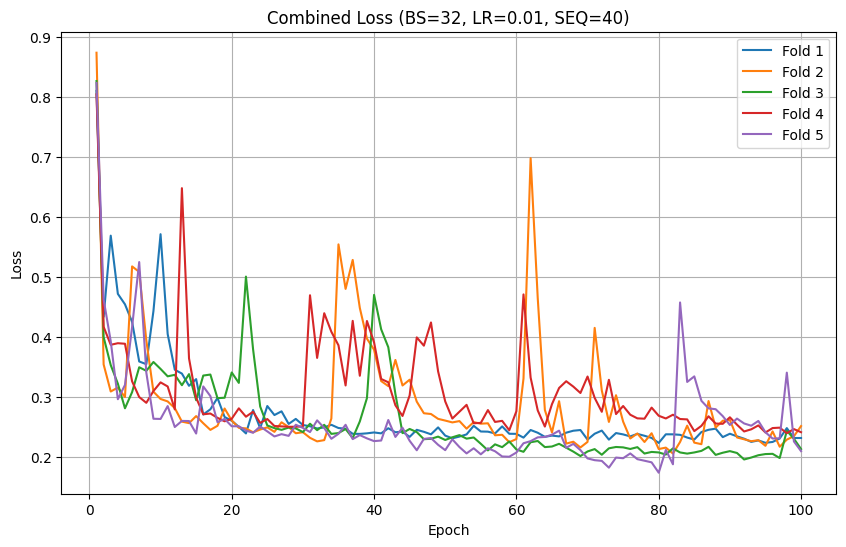 Combined Loss (BS=32, LR=0.01, SEQ=40)
Fold 1
Fold 2
Fold 3
Fold 4
Fold 5
Loss
0.9
0.8
0.7
0.6
0.5
0.4
0.3
0.2
0 20 40 60 80 100
Epoch